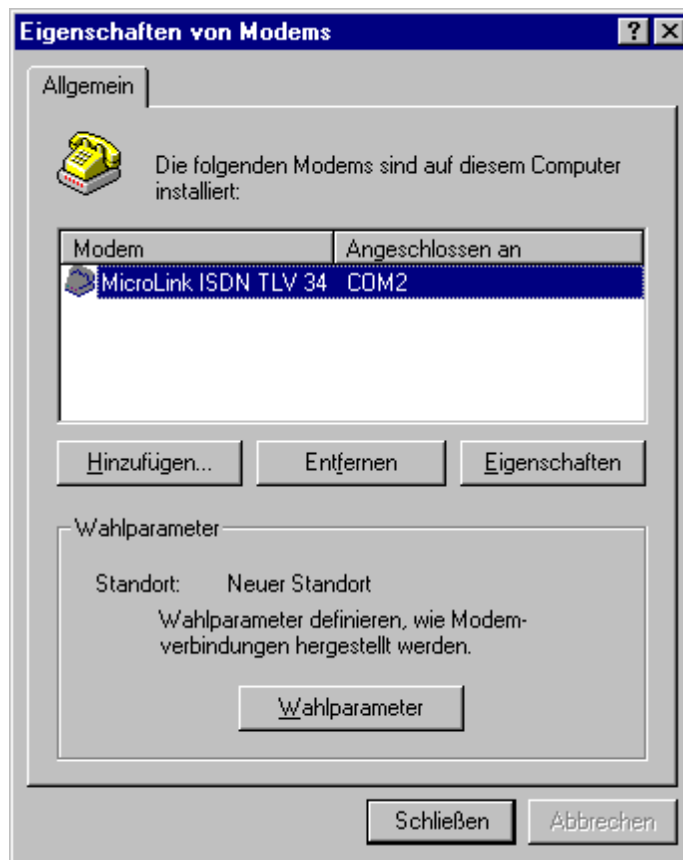 Eigenschaften von Modems
Allgemein
Die folgenden Modems sind auf diesem Computer
installiert:
Modem Angeschlossen an
MicroLink ISDN TLV 34 COM2
Hinzufügen... Entfernen Eigenschaften
Wahlparameter
Standort: Neuer Standort
Wahlparameter definieren, wie Modem-
verbindungen hergestellt werden.
Wahlparameter
Schließen Abbrechen